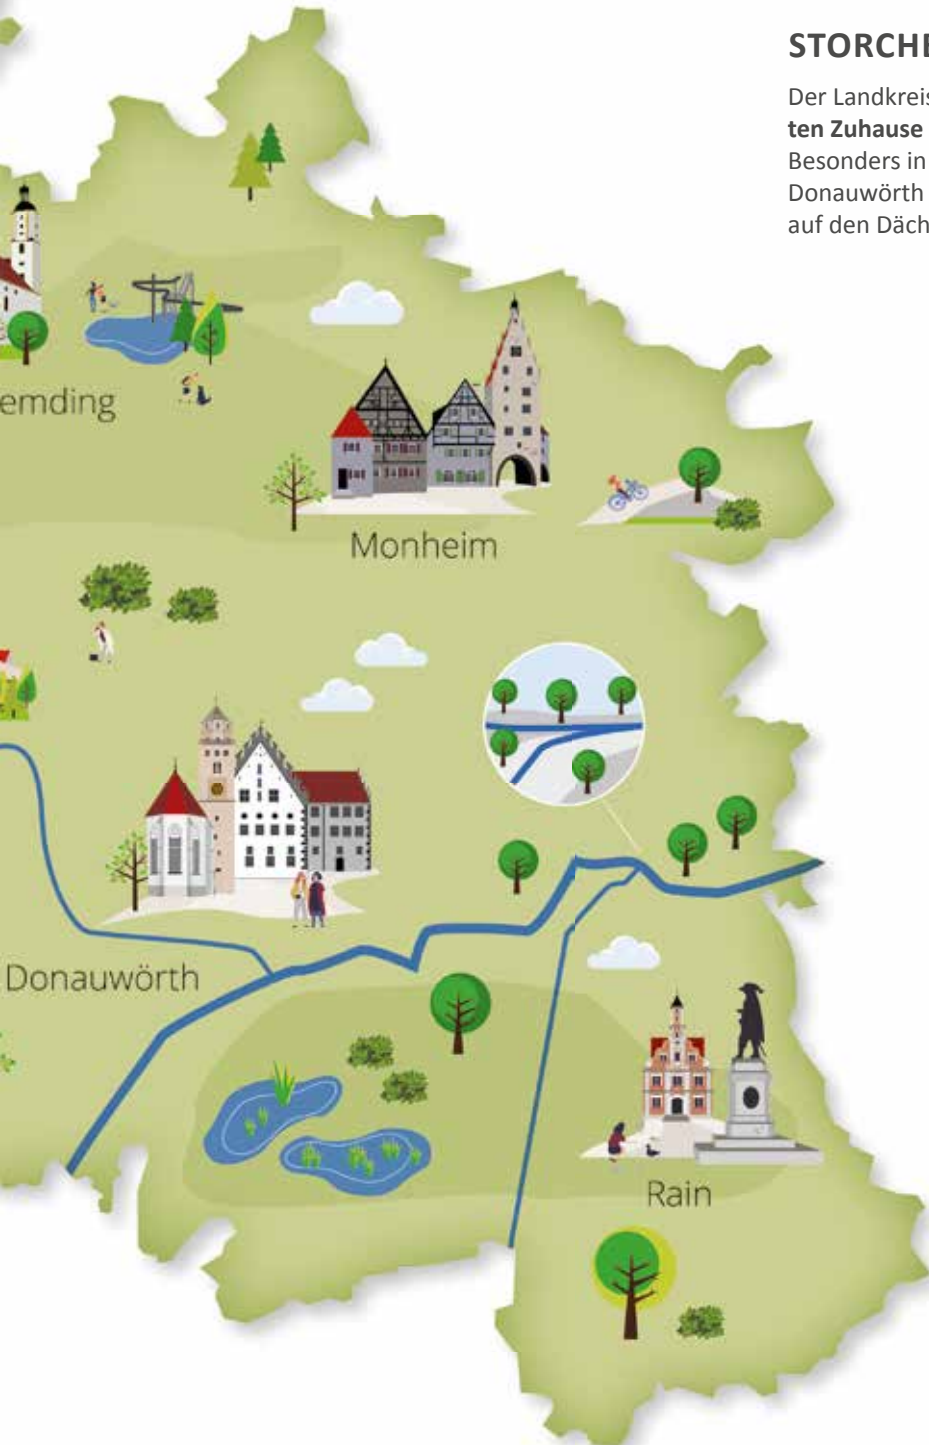 STORCHE
Der Landkreis
ten Zuhause
Besonders in
Donauwörth
auf den Däch
emding
Monheim
Donauwörth
Rain